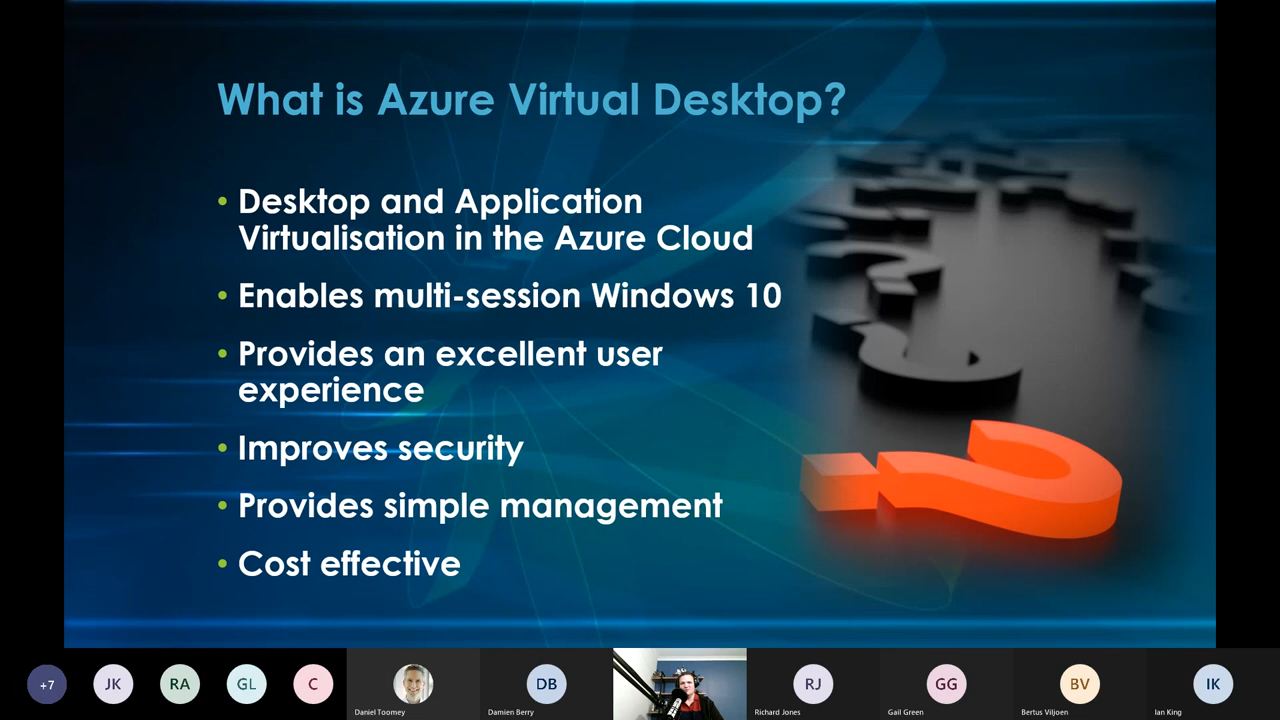 What is Azure Virtual Desktop?
• Desktop and Application
Virtualisation in the Azure Cloud
• Enables multi-session Windows 10
• Provides an excellent user
experience
• Improves security
• Provides simple management
• Cost effective
+7
JK
RA
GL
C
DB
RJ
GG
BV
IK
Daniel Toomey
Damien Berry
Richard Jones
Gail Green
Bertus Viljoen
Ian King